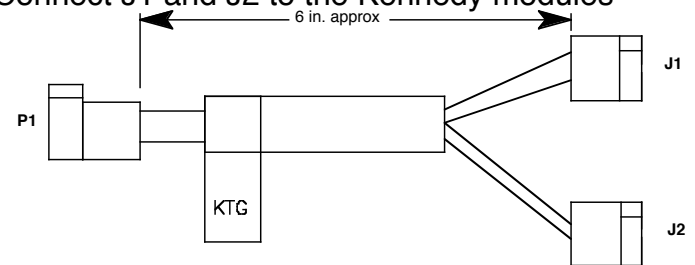 Connect J1 and J2 to the Kennedy modules
6 in. approx
J1
P1
KTG
J2